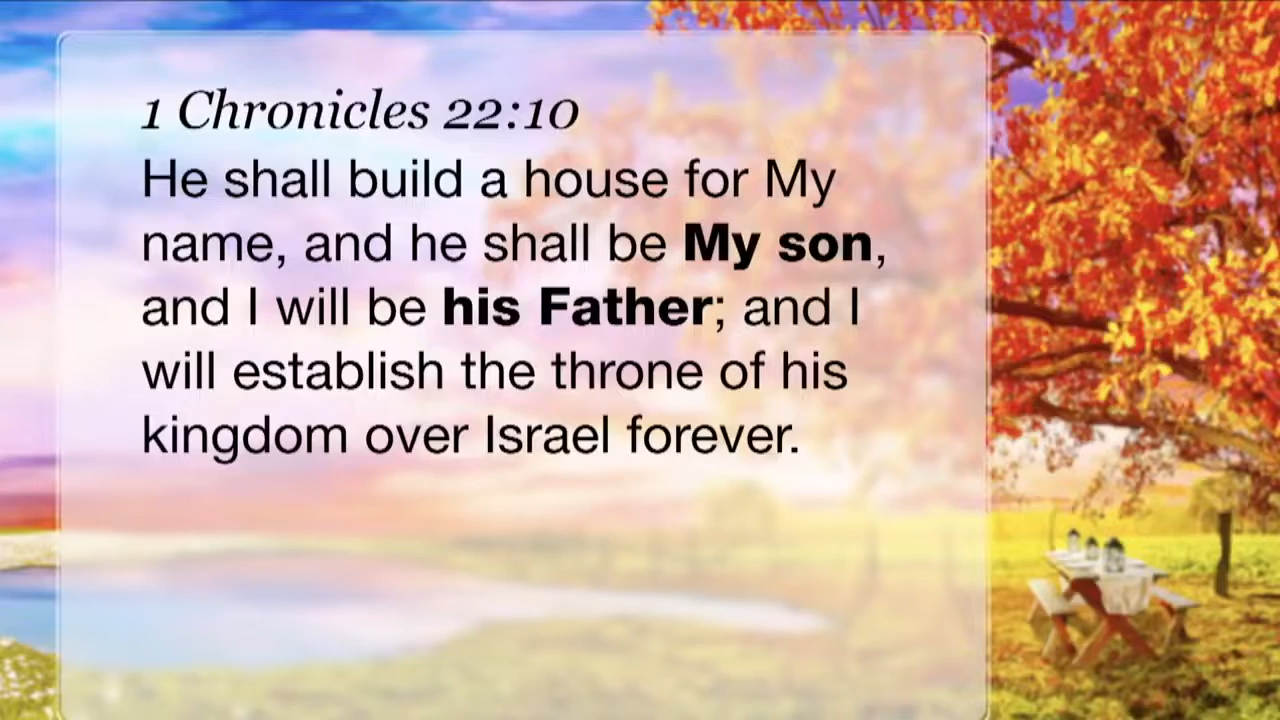 1 Chronicles 22:10
He shall build a house for My
name, and he shall be My son,
and I will be his Father; and I
will establish the throne of his
kingdom over Israel forever.